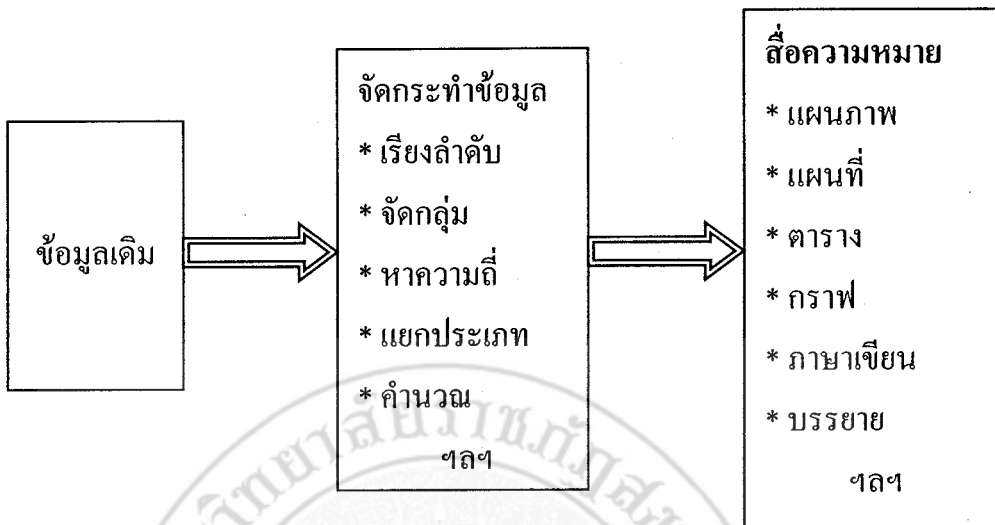 ข้อมูลเดิม
จัดกระทำข้อมูล
* เรียงลำดับ
* จัดกลุ่ม
* หาความถี่
* แยกประเภท
* คำนวณ
ฯลฯ
สื่อความหมาย
* แผนภาพ
* แผนที่
* ตาราง
* กราฟ
* ภาษาเขียน
* บรรยาย
ฯลฯ